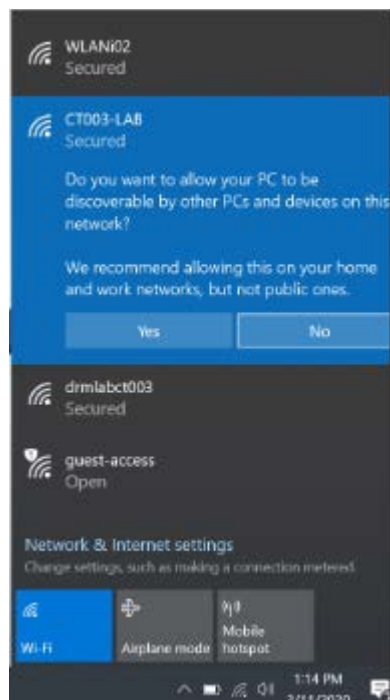 WLANi02
Secured
CT003-LAB
Secured
Do you want to allow your PC to be
discoverable by other PCs and devices on this
network?
We recommend allowing this on your home
and work networks, but not public ones.
Yes
No
drmlabct003
Secured
guest-access
Open
Network & Internet settings
Change settings, such as making a connection metered.
Wi-Fi
Airplane mode
Mobile
hotspot
1:14 PM
3/11/2020